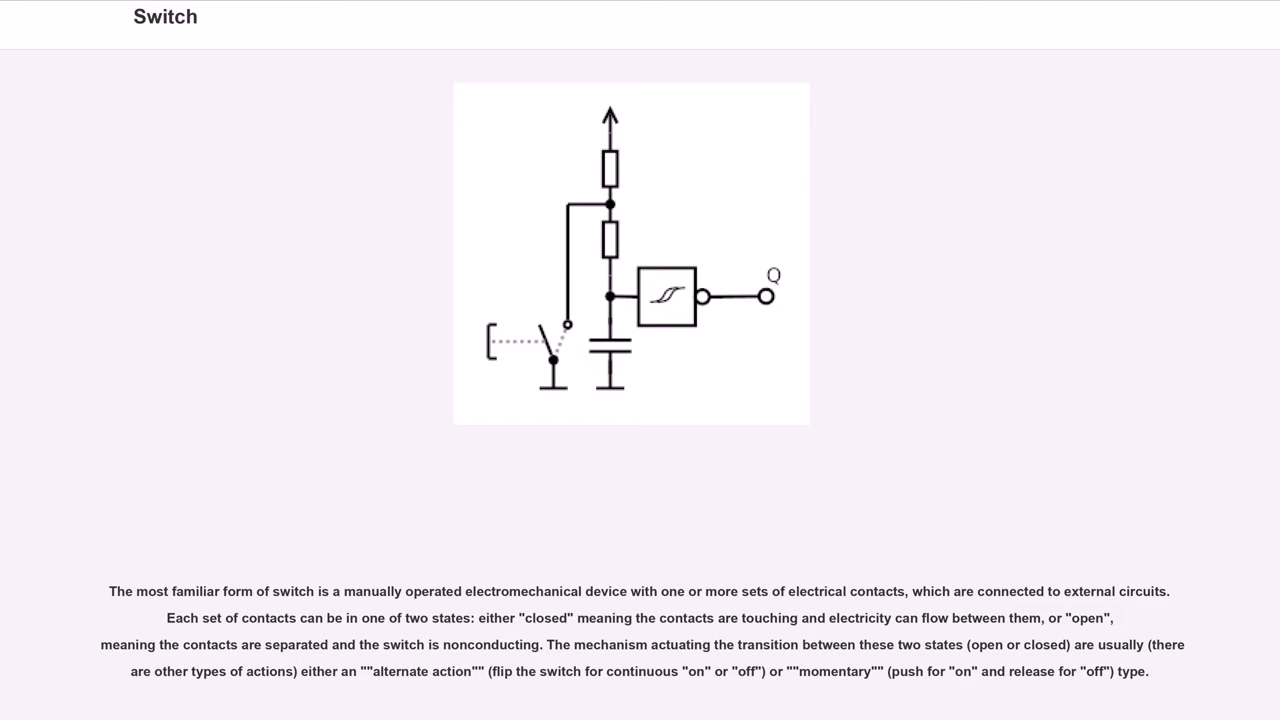 Switch
Q
The most familiar form of switch is a manually operated electromechanical device with one or more sets of electrical contacts, which are connected to external circuits.
Each set of contacts can be in one of two states: either "closed" meaning the contacts are touching and electricity can flow between them, or "open",
meaning the contacts are separated and the switch is nonconducting. The mechanism actuating the transition between these two states (open or closed) are usually (there
are other types of actions) either an ""alternate action"" (flip the switch for continuous "on" or "off") or ""momentary"" (push for "on" and release for "off") type.